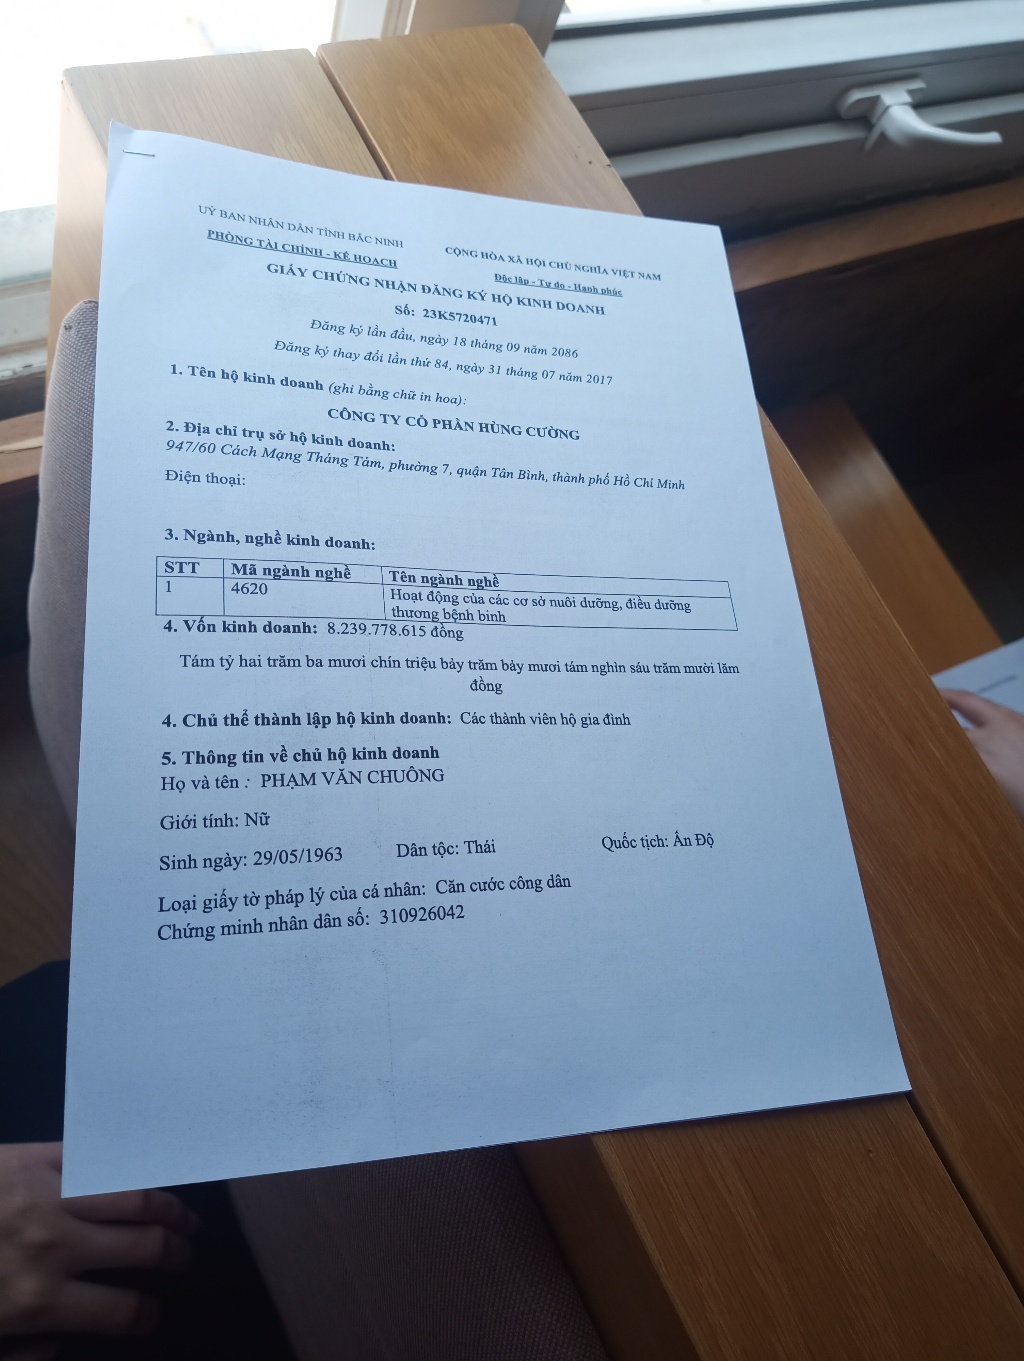 UỶ BAN NHÂN DÂN TỈNH BẮC NINH
PHÒNG TÀI CHÍNH - KẾ HOẠCH
CỘNG HÒA XÃ HỘI CHỦ NGHĨA VIỆT NAM
Độc lập - Tự do - Hạnh phúc
GIẤY CHỨNG NHẬN ĐĂNG KÝ HỘ KINH DOANH
Số: 23K5720471
Đăng ký lần đầu, ngày 18 tháng 09 năm 2086
Đăng ký thay đổi lần thứ 84, ngày 31 tháng 07 năm 2017
1. Tên hộ kinh doanh (ghi bằng chữ in hoa):
CÔNG TY CỔ PHẦN HÙNG CƯỜNG
2. Địa chỉ trụ sở hộ kinh doanh:
947/60 Cách Mạng Tháng Tám, phường 7, quận Tân Bình, thành phố Hồ Chí Minh
Điện thoại:
3. Ngành, nghề kinh doanh:
STT Mã ngành nghề Tên ngành nghề
1 4620 Hoạt động của các cơ sở nuôi dưỡng, điều dưỡng
thương bệnh binh
4. Vốn kinh doanh: 8.239.778.615 đồng
Tám tỷ hai trăm ba mươi chín triệu bảy trăm bảy mươi tám nghìn sáu trăm mười lăm
đồng
4. Chủ thể thành lập hộ kinh doanh: Các thành viên hộ gia đình
5. Thông tin về chủ hộ kinh doanh
Họ và tên : PHẠM VĂN CHUÔNG
Giới tính: Nữ
Sinh ngày: 29/05/1963 Dân tộc: Thái Quốc tịch: Ấn Độ
Loại giấy tờ pháp lý của cá nhân: Căn cước công dân
Chứng minh nhân dân số: 310926042